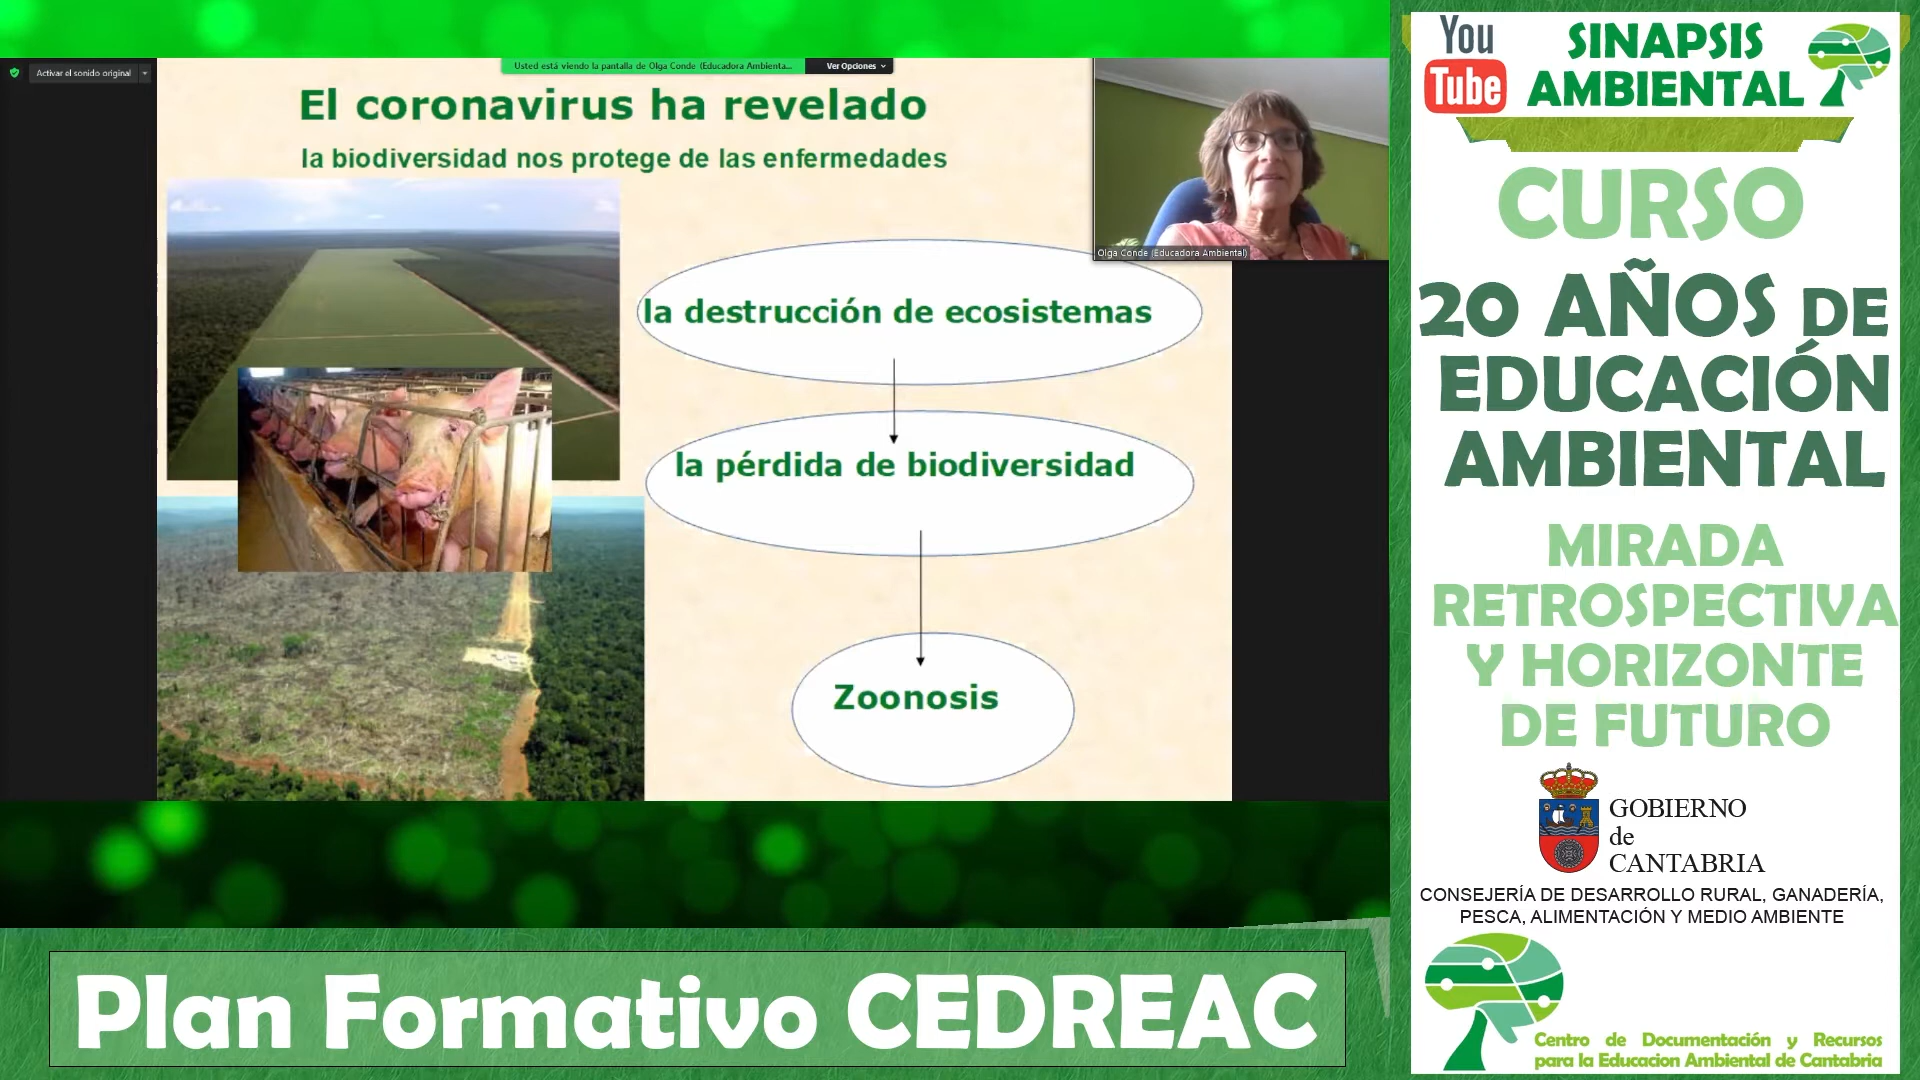 Activar el sonido original
Usted está viendo la pantalla de Olga Conde (Educadora Ambienta...
Ver Opciones
El coronavirus ha revelado
la biodiversidad nos protege de las enfermedades
Olga Conde (Educadora Ambiental)
la destrucción de ecosistemas
la pérdida de biodiversidad
Zoonosis
Plan Formativo CEDREAC
You
Tube
SINAPSIS
AMBIENTAL
CURSO
20 AÑOS DE
EDUCACIÓN
AMBIENTAL
MIRADA
RETROSPECTIVA
Y HORIZONTE
DE FUTURO
GOBIERNO
de
CANTABRIA
CONSEJERÍA DE DESARROLLO RURAL, GANADERÍA,
PESCA, ALIMENTACIÓN Y MEDIO AMBIENTE
Centro de Documentación y Recursos
para la Educacion Ambiental de Cantabria